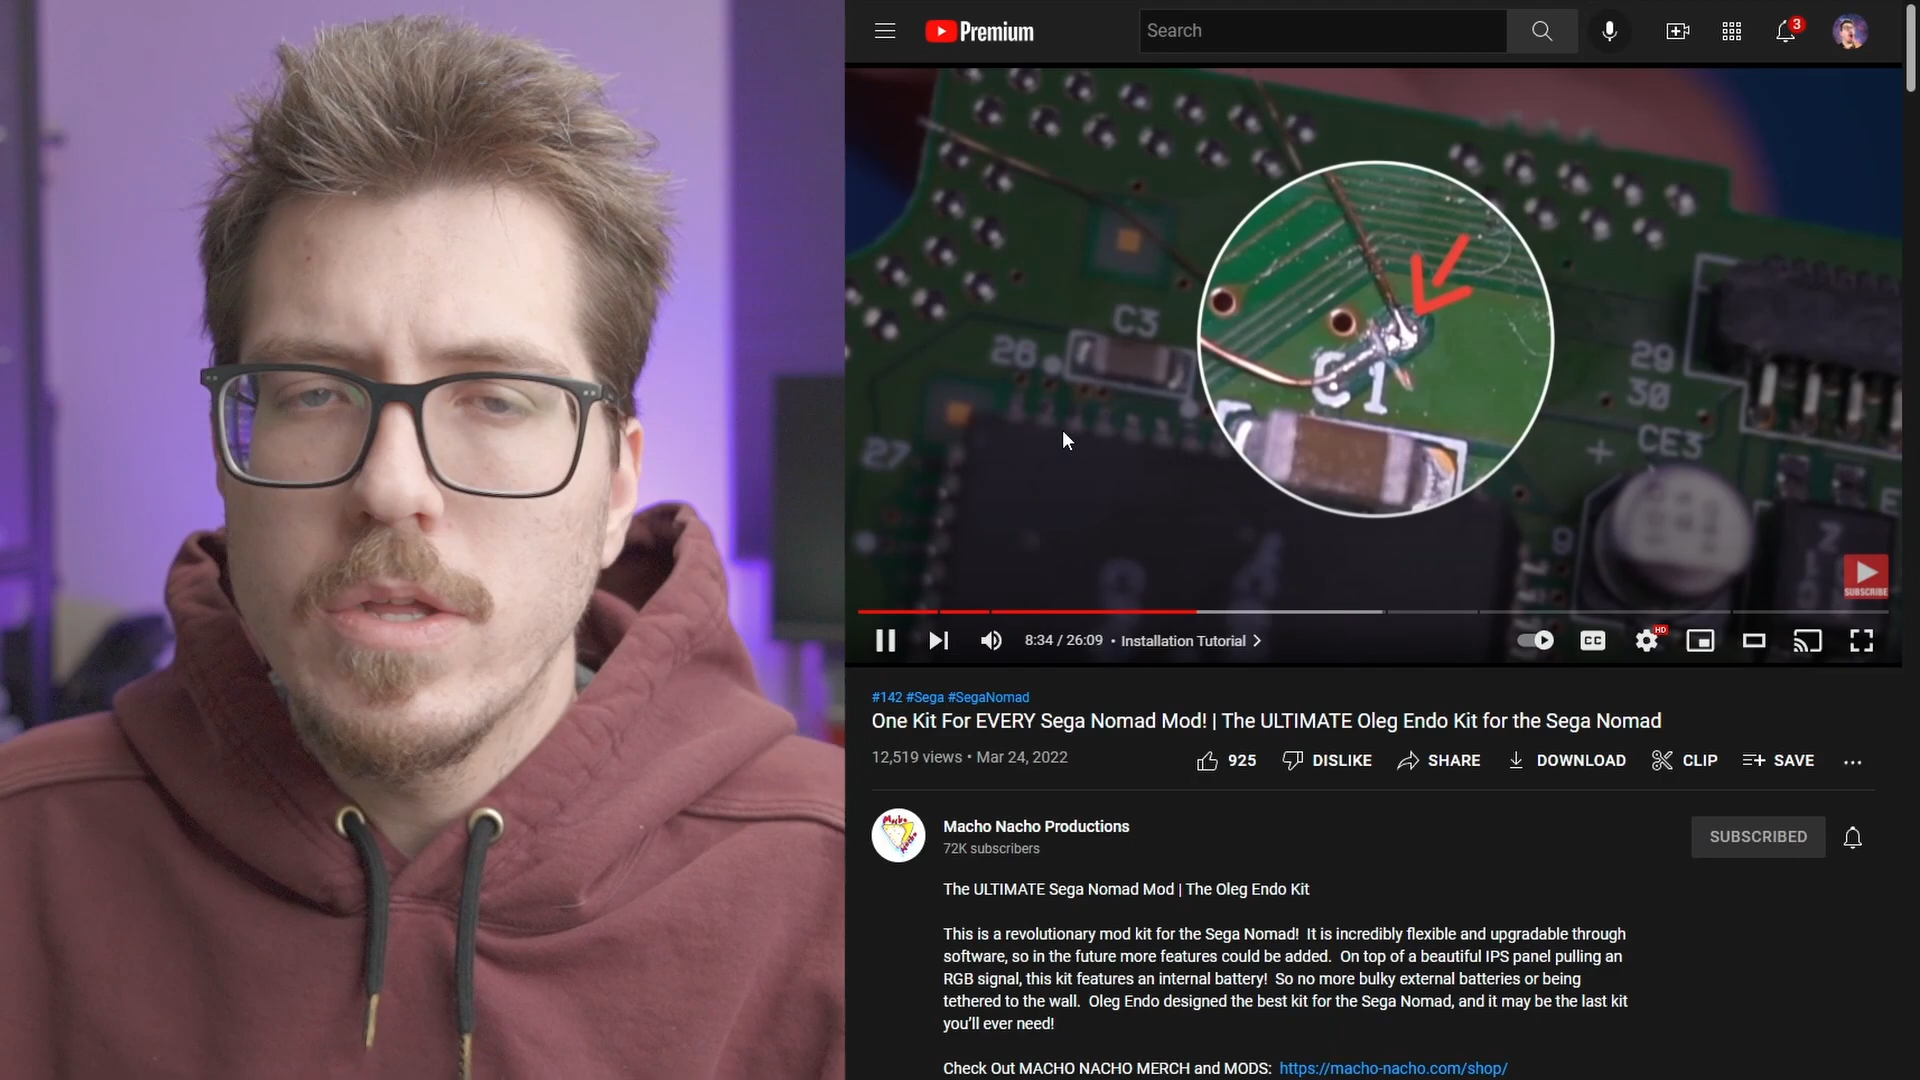 Premium
Search
3
C3
28
C1
29
30
CE3
27
9
Z
SUBSCRIBE
8:34 / 26:09 • Installation Tutorial
CC
HD
#142 #Sega #SegaNomad
One Kit For EVERY Sega Nomad Mod! | The ULTIMATE Oleg Endo Kit for the Sega Nomad
12,519 views • Mar 24, 2022
925
DISLIKE
SHARE
DOWNLOAD
CLIP
SAVE
Macho Nacho
Macho Nacho Productions
72K subscribers
SUBSCRIBED
The ULTIMATE Sega Nomad Mod | The Oleg Endo Kit
This is a revolutionary mod kit for the Sega Nomad! It is incredibly flexible and upgradable through
software, so in the future more features could be added. On top of a beautiful IPS panel pulling an
RGB signal, this kit features an internal battery! So no more bulky external batteries or being
tethered to the wall. Oleg Endo designed the best kit for the Sega Nomad, and it may be the last kit
you'll ever need!
Check Out MACHO NACHO MERCH and MODS: https://macho-nacho.com/shop/